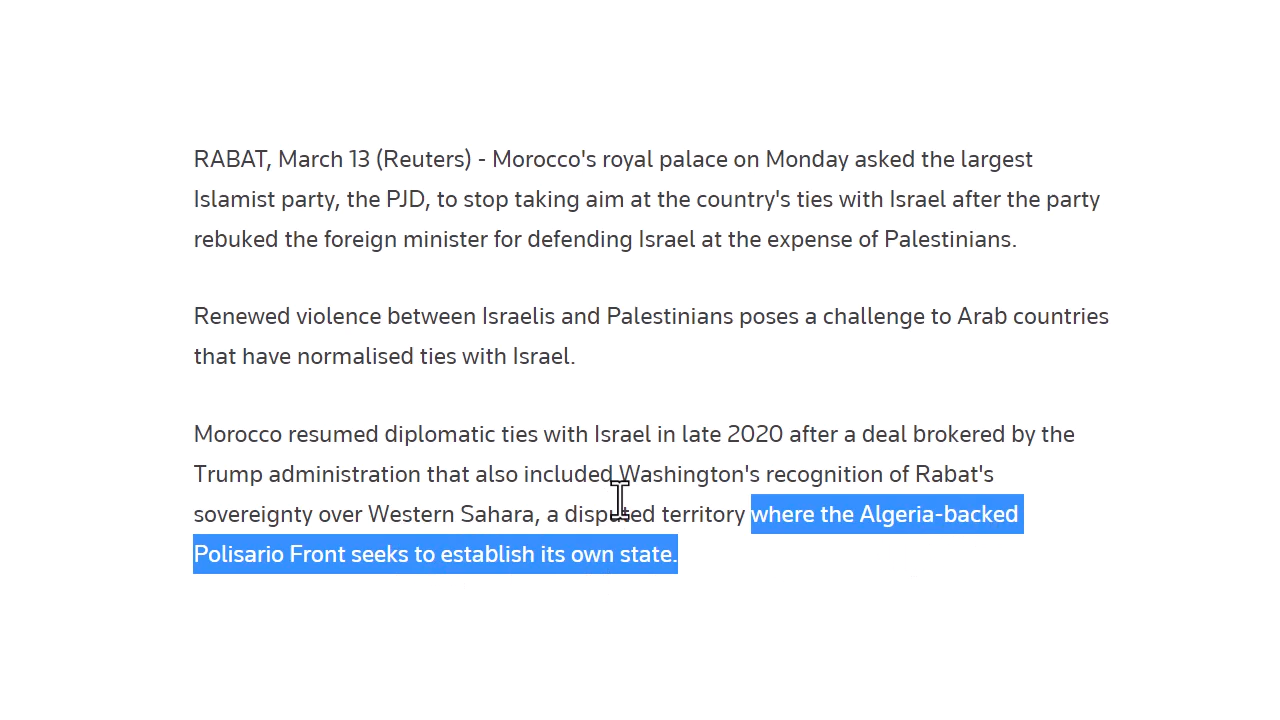 RABAT, March 13 (Reuters) - Morocco's royal palace on Monday asked the largest
Islamist party, the PJD, to stop taking aim at the country's ties with Israel after the party
rebuked the foreign minister for defending Israel at the expense of Palestinians.
Renewed violence between Israelis and Palestinians poses a challenge to Arab countries
that have normalised ties with Israel.
Morocco resumed diplomatic ties with Israel in late 2020 after a deal brokered by the
Trump administration that also included Washington's recognition of Rabat's
sovereignty over Western Sahara, a disputed territory where the Algeria-backed
Polisario Front seeks to establish its own state.